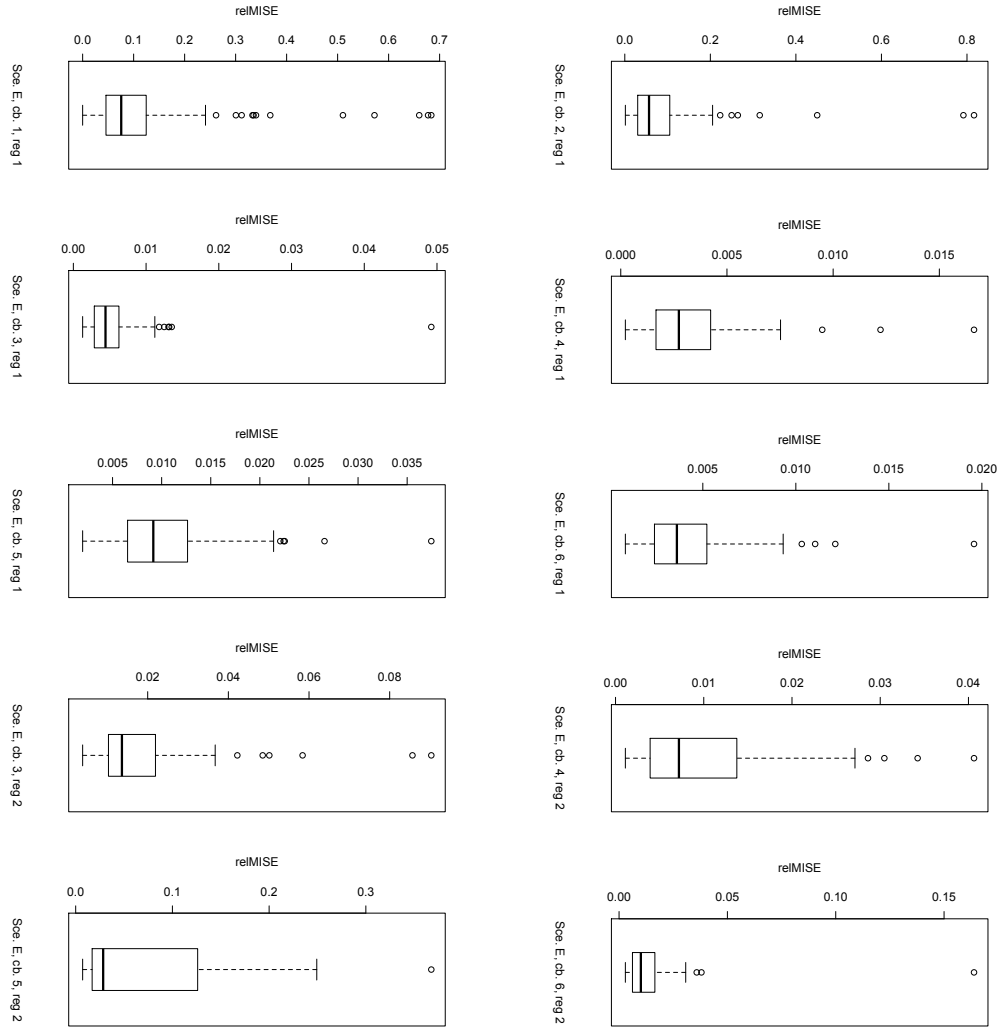 relMISE
0.0 0.1 0.2 0.3 0.4 0.5 0.6 0.7
Sce. E, cb. 1, reg 1
relMISE
0.0 0.2 0.4 0.6 0.8
Sce. E, cb. 2, reg 1
relMISE
0.00 0.01 0.02 0.03 0.04 0.05
Sce. E, cb. 3, reg 1
relMISE
0.000 0.005 0.010 0.015
Sce. E, cb. 4, reg 1
relMISE
0.005 0.010 0.015 0.020 0.025 0.030 0.035
Sce. E, cb. 5, reg 1
relMISE
0.005 0.010 0.015 0.020
Sce. E, cb. 6, reg 1
relMISE
0.02 0.04 0.06 0.08
Sce. E, cb. 3, reg 2
relMISE
0.00 0.01 0.02 0.03 0.04
Sce. E, cb. 4, reg 2
relMISE
0.0 0.1 0.2 0.3
Sce. E, cb. 5, reg 2
relMISE
0.00 0.05 0.10 0.15
Sce. E, cb. 6, reg 2